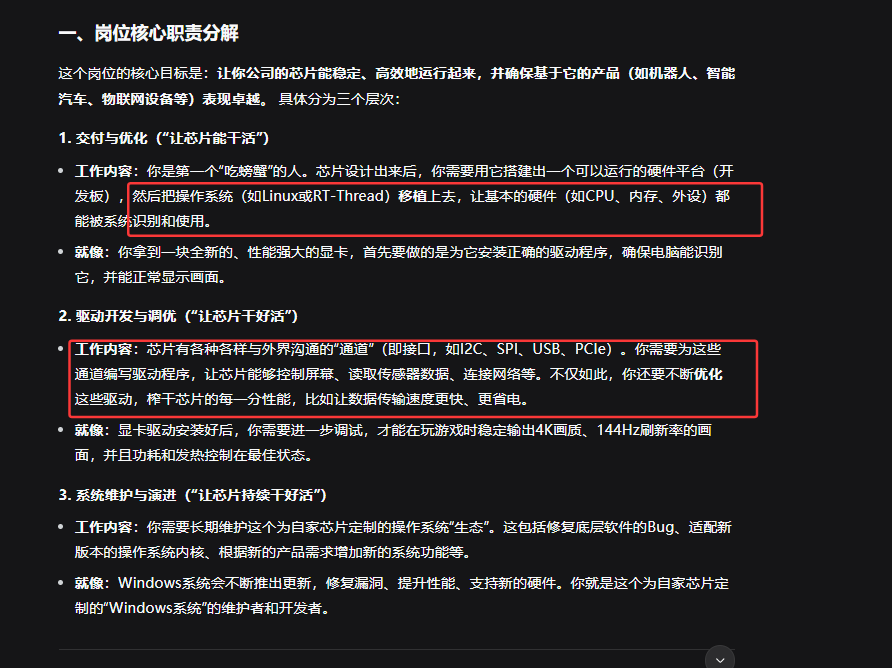 一、岗位核心职责分解
这个岗位的核心目标是：让你公司的芯片能稳定、高效地运行起来，并确保基于它的产品（如机器人、智能
汽车、物联网设备等）表现卓越。 具体分为三个层次：
1. 交付与优化（“让芯片能干活”）
• 工作内容：你是第一个“吃螃蟹”的人。芯片设计出来后，你需要用它搭建出一个可以运行的硬件平台（开
发板），然后把操作系统（如Linux或RT-Thread）移植上去，让基本的硬件（如CPU、内存、外设）都
能被系统识别和使用。
• 就像：你拿到一块全新的、性能强大的显卡，首先要做的是为它安装正确的驱动程序，确保电脑能识别
它，并能正常显示画面。
2. 驱动开发与调优（“让芯片干好活”）
• 工作内容：芯片有各种各样与外界沟通的“通道”（即接口，如I2C、SPI、USB、PCIe）。你需要为这些
通道编写驱动程序，让芯片能够控制屏幕、读取传感器数据、连接网络等。不仅如此，你还要不断优化
这些驱动，榨干芯片的每一分性能，比如让数据传输速度更快、更省电。
• 就像：显卡驱动安装好后，你需要进一步调试，才能在玩游戏时稳定输出4K画质、144Hz刷新率的画
面，并且功耗和发热控制在最佳状态。
3. 系统维护与演进（“让芯片持续干好活”）
• 工作内容：你需要长期维护这个为自家芯片定制的操作系统“生态”。这包括修复底层软件的Bug、适配新
版本的操作系统内核、根据新的产品需求增加新的系统功能等。
• 就像：Windows系统会不断推出更新，修复漏洞、提升性能、支持新的硬件。你就是这个为自家芯片定
制的“Windows系统”的维护者和开发者。